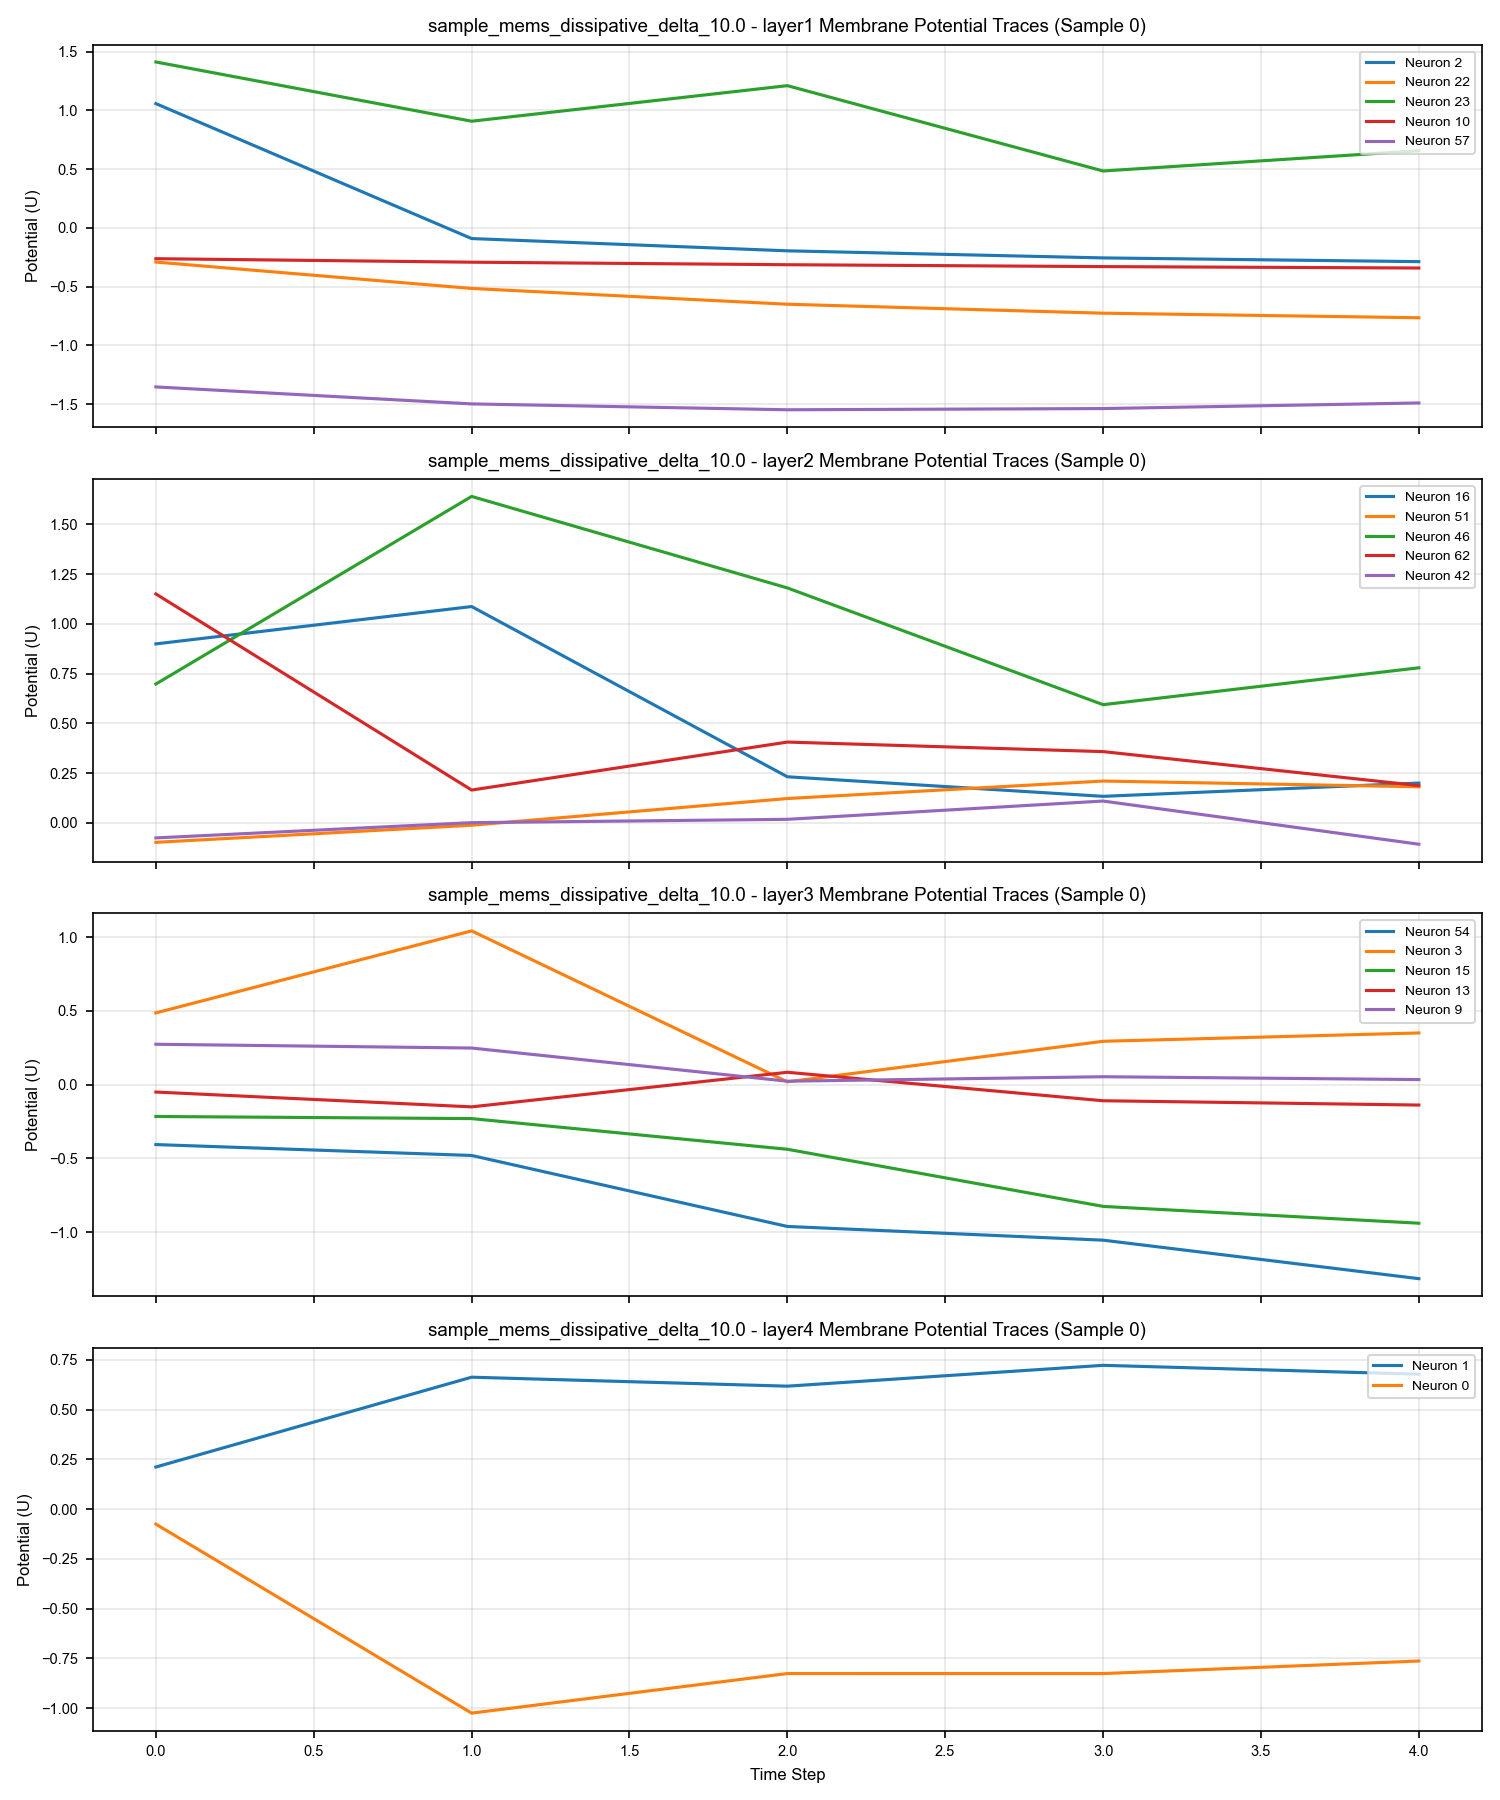 sample_mems_dissipative_delta_10.0 - layer1 Membrane Potential Traces (Sample 0)
1.5
1.0
0.5
0.0
−0.5
−1.0
−1.5
Potential (U)
Neuron 2
Neuron 22
Neuron 23
Neuron 10
Neuron 57
sample_mems_dissipative_delta_10.0 - layer2 Membrane Potential Traces (Sample 0)
1.50
1.25
1.00
0.75
0.50
0.25
0.00
Potential (U)
Neuron 16
Neuron 51
Neuron 46
Neuron 62
Neuron 42
sample_mems_dissipative_delta_10.0 - layer3 Membrane Potential Traces (Sample 0)
1.0
0.5
0.0
−0.5
−1.0
Potential (U)
Neuron 54
Neuron 3
Neuron 15
Neuron 13
Neuron 9
sample_mems_dissipative_delta_10.0 - layer4 Membrane Potential Traces (Sample 0)
0.75
0.50
0.25
0.00
−0.25
−0.50
−0.75
−1.00
Potential (U)
Neuron 1
Neuron 0
0.0 0.5 1.0 1.5 2.0 2.5 3.0 3.5 4.0
Time Step